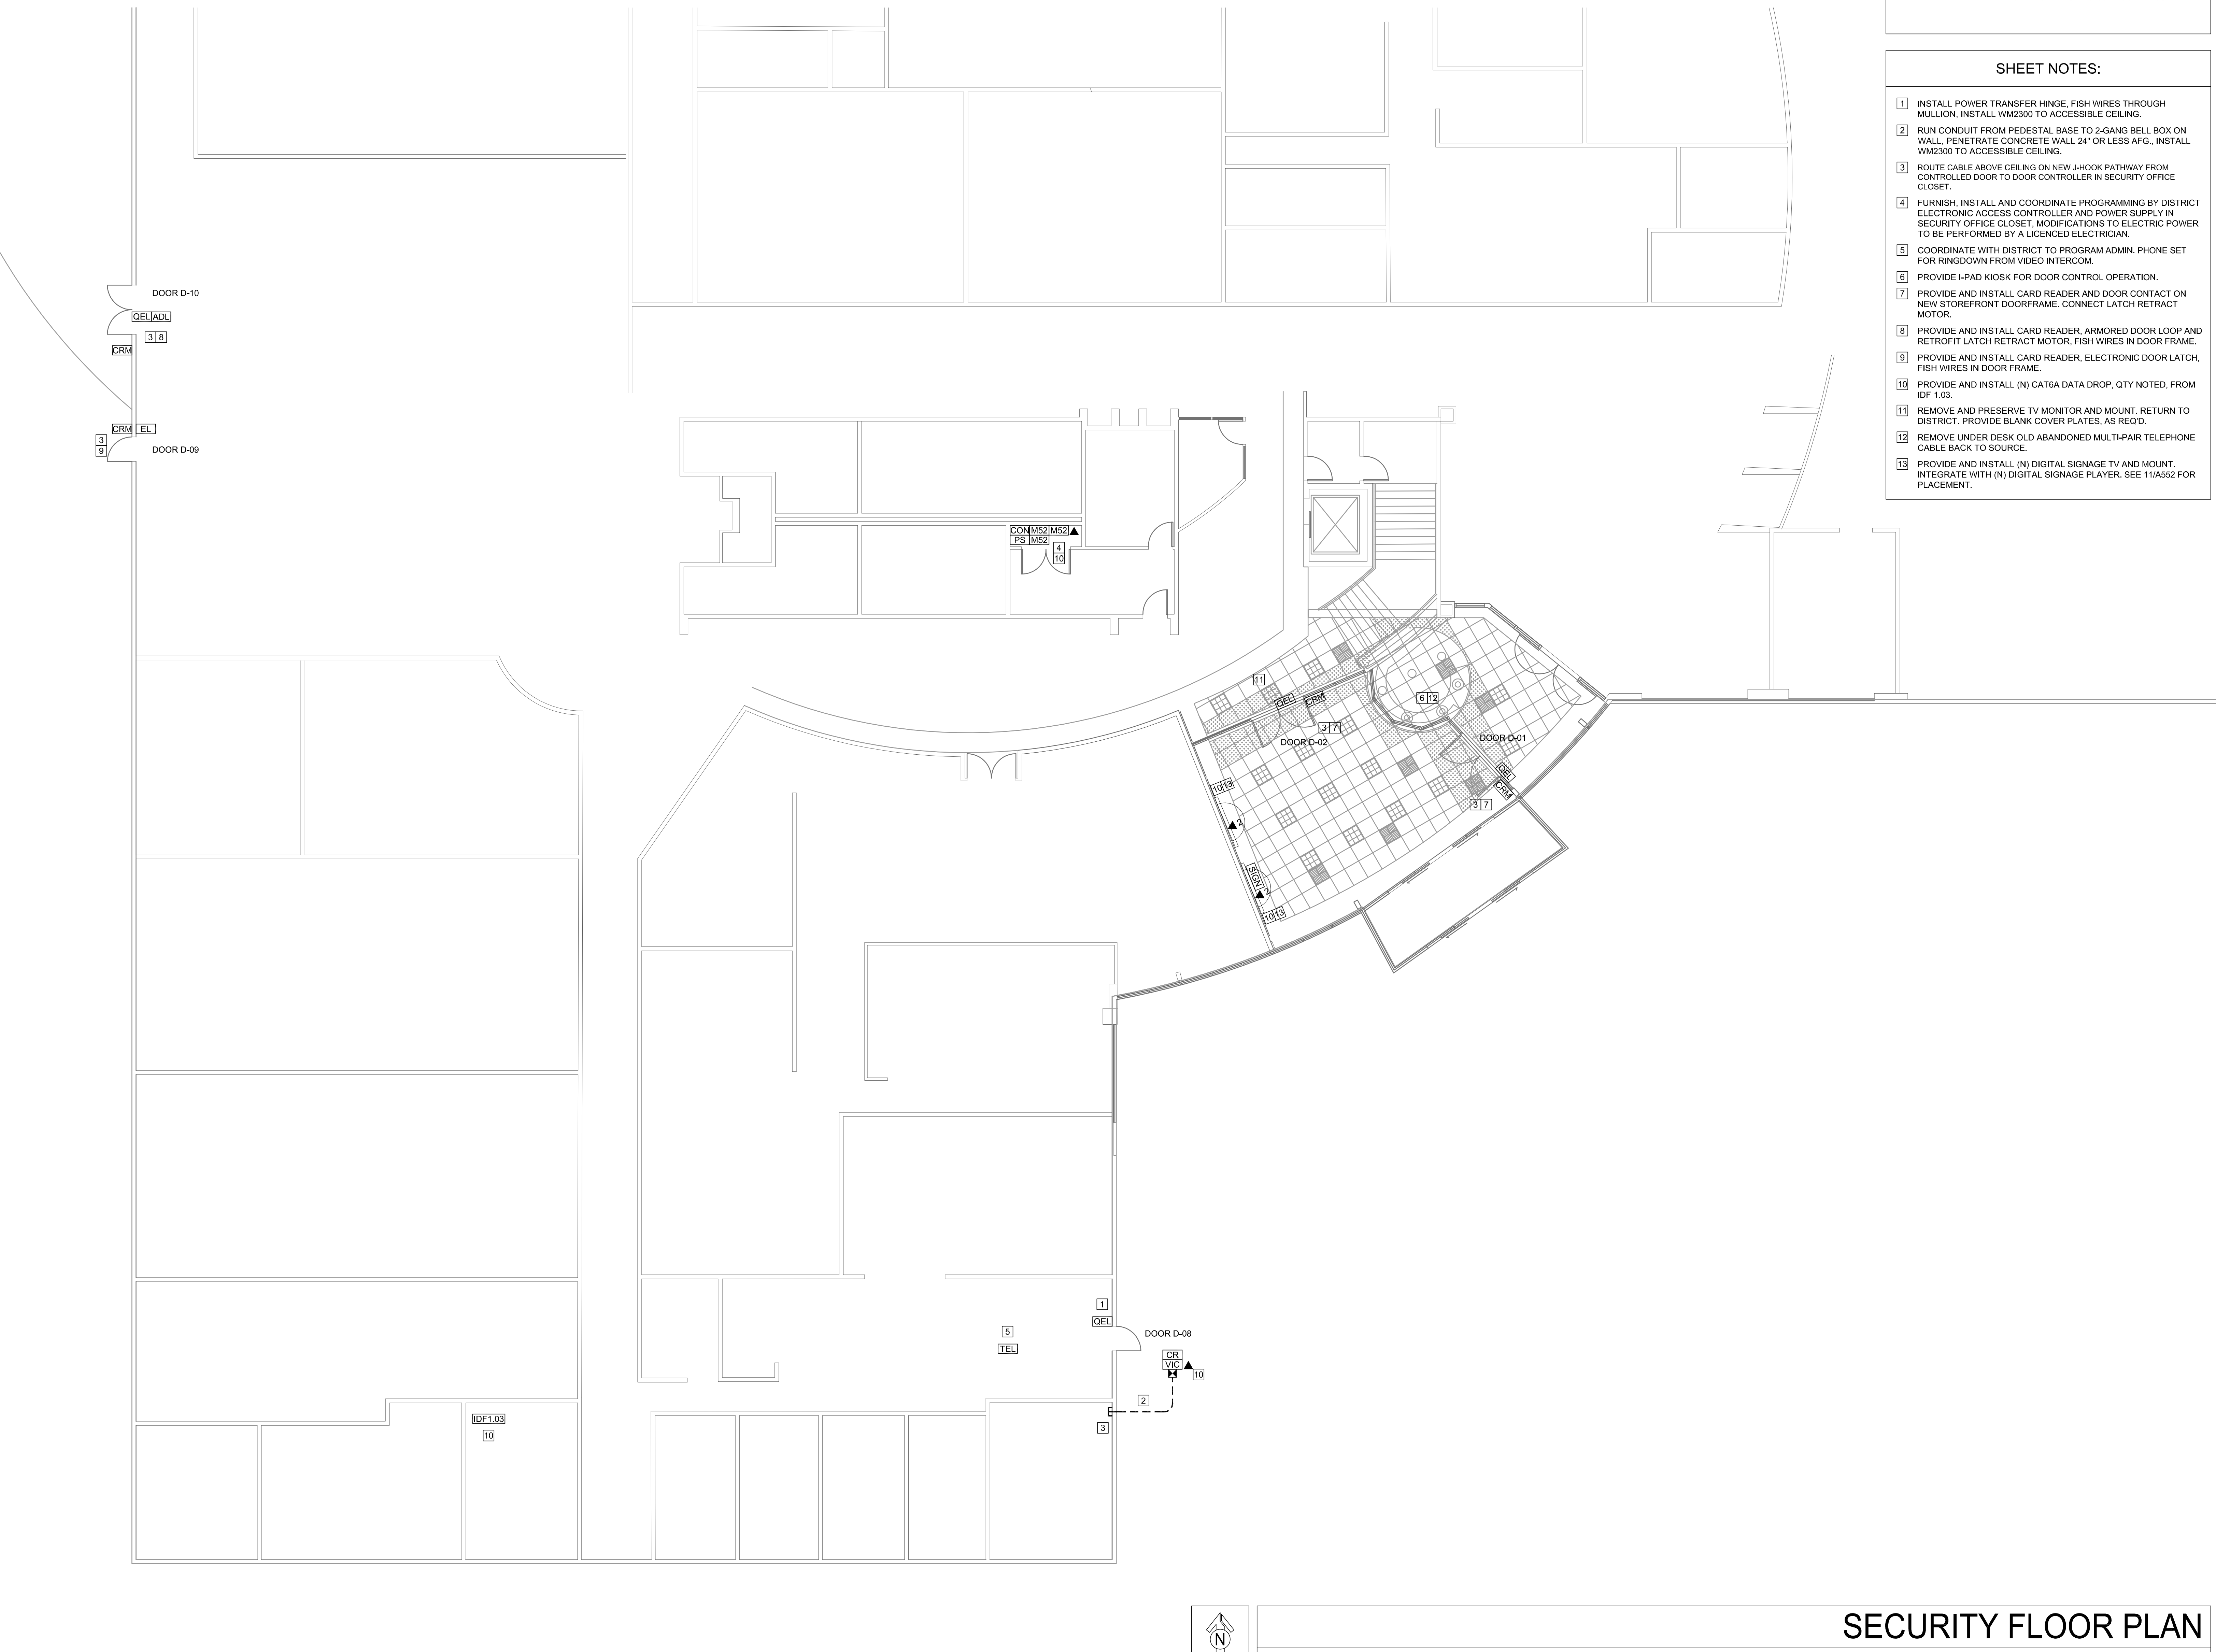 SHEET NOTES:
1 INSTALL POWER TRANSFER HINGE, FISH WIRES THROUGH
MULLION, INSTALL WM2300 TO ACCESSIBLE CEILING.
2 RUN CONDUIT FROM PEDESTAL BASE TO 2-GANG BELL BOX ON
WALL, PENETRATE CONCRETE WALL 24" OR LESS AFG., INSTALL
WM2300 TO ACCESSIBLE CEILING.
3 ROUTE CABLE ABOVE CEILING ON NEW J-HOOK PATHWAY FROM
CONTROLLED DOOR TO DOOR CONTROLLER IN SECURITY OFFICE
CLOSET.
4 FURNISH, INSTALL AND COORDINATE PROGRAMMING BY DISTRICT
ELECTRONIC ACCESS CONTROLLER AND POWER SUPPLY IN
SECURITY OFFICE CLOSET, MODIFICATIONS TO ELECTRIC POWER
TO BE PERFORMED BY A LICENCED ELECTRICIAN.
5 COORDINATE WITH DISTRICT TO PROGRAM ADMIN. PHONE SET
FOR RINGDOWN FROM VIDEO INTERCOM.
6 PROVIDE I-PAD KIOSK FOR DOOR CONTROL OPERATION.
7 PROVIDE AND INSTALL CARD READER AND DOOR CONTACT ON
NEW STOREFRONT DOORFRAME. CONNECT LATCH RETRACT
MOTOR.
8 PROVIDE AND INSTALL CARD READER, ARMORED DOOR LOOP AND
RETROFIT LATCH RETRACT MOTOR, FISH WIRES IN DOOR FRAME.
9 PROVIDE AND INSTALL CARD READER, ELECTRONIC DOOR LATCH,
FISH WIRES IN DOOR FRAME.
10 PROVIDE AND INSTALL (N) CAT6A DATA DROP, QTY NOTED, FROM
IDF 1.03.
11 REMOVE AND PRESERVE TV MONITOR AND MOUNT. RETURN TO
DISTRICT. PROVIDE BLANK COVER PLATES, AS REQ'D.
12 REMOVE UNDER DESK OLD ABANDONED MULTI-PAIR TELEPHONE
CABLE BACK TO SOURCE.
13 PROVIDE AND INSTALL (N) DIGITAL SIGNAGE TV AND MOUNT.
INTEGRATE WITH (N) DIGITAL SIGNAGE PLAYER. SEE 11/A552 FOR
PLACEMENT.
DOOR D-10
QEL ADL
3 8
CRM
CRM EL
3
9
DOOR D-09
CON M52 M52
PS M52
4
10
11
QEL
CRM
6 12
3 7
DOOR D-02
DOOR D-01
QEL
CRM
3 7
10 13
2
SIGN
2
10 13
1
QEL
DOOR D-08
5
TEL
CR
VIC
10
2
3
IDF1.03
10
N
SECURITY FLOOR PLAN